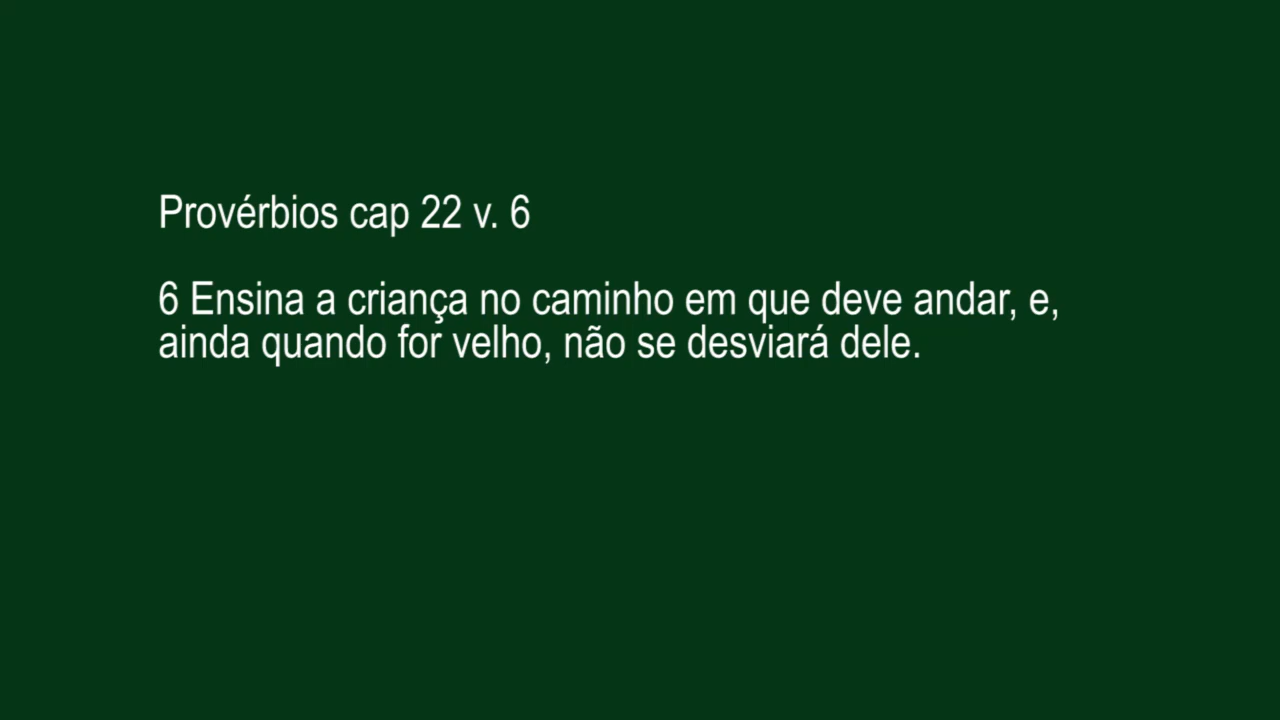 Provérbios cap 22 v. 6
6 Ensina a criança no caminho em que deve andar, e,
ainda quando for velho, não se desviará dele.